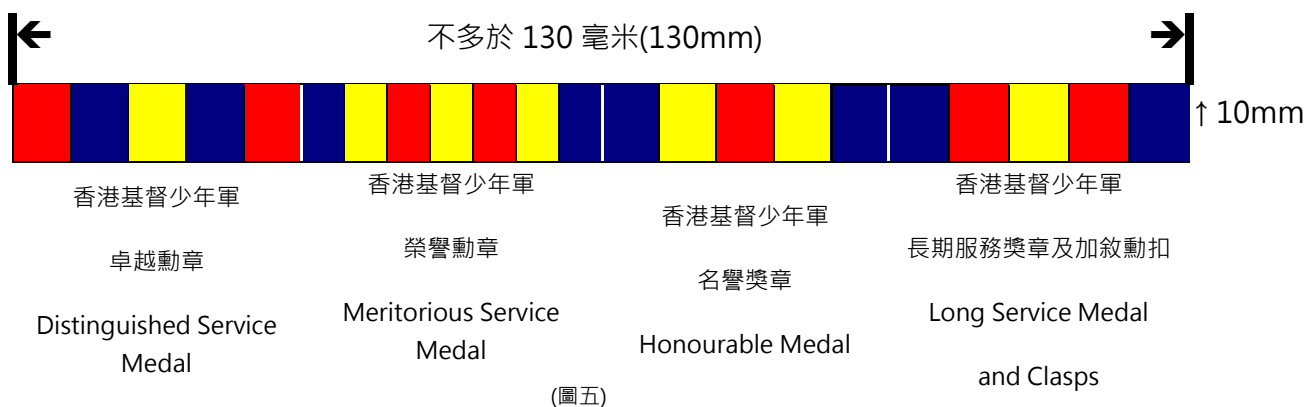 不多於 130 毫米(130mm)
↑ 10mm
香港基督少年軍
卓越勳章
Distinguished Service
Medal
香港基督少年軍
榮譽勳章
Meritorious Service
Medal
香港基督少年軍
名譽獎章
Honourable Medal
香港基督少年軍
長期服務獎章及加敘勳扣
Long Service Medal
and Clasps
(圖五)